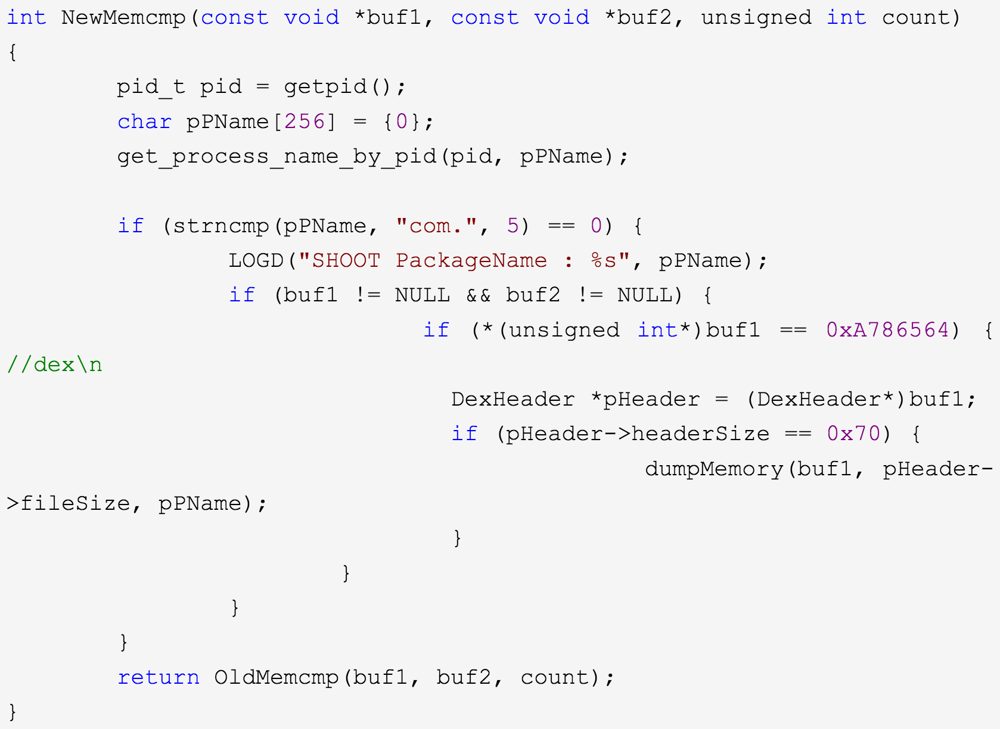 int NewMemcmp(const void *buf1, const void *buf2, unsigned int count)
{
pid_t pid = getpid();
char pPName[256] = {0};
get_process_name_by_pid(pid, pPName);
if (strncmp(pPName, "com.", 5) == 0) {
LOGD("SHOOT PackageName : %s", pPName);
if (buf1 != NULL && buf2 != NULL) {
if (*(unsigned int*)buf1 == 0xA786564) {
//dex\n
DexHeader *pHeader = (DexHeader*)buf1;
if (pHeader->headerSize == 0x70) {
dumpMemory(buf1, pHeader-
>fileSize, pPName);
}
}
}
}
return OldMemcmp(buf1, buf2, count);
}